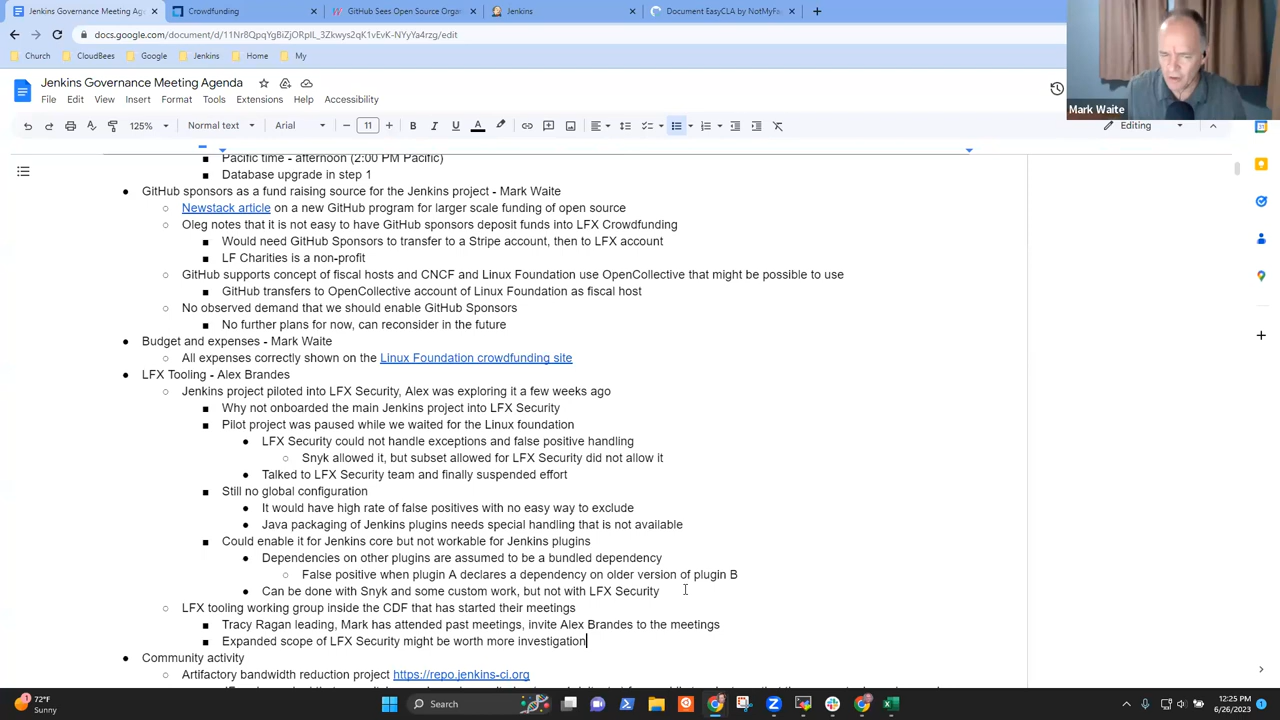 Jenkins Governance Meeting Agenda
Crowdfunding
GitHub Sees Open Source Orga
Jenkins
Document EasyCLA by NotMyFa
docs.google.com/document/d/11Nr8QpqYgBiZjORpIL_3Zkwys2qK1vEvK-NYyYa4rzg/edit
Church
CloudBees
Google
Jenkins
Home
My
Mark Waite
Jenkins Governance Meeting Agenda
File Edit View Insert Format Tools Extensions Help Accessibility
125% Normal text Arial 11 Editing
Pacific time - afternoon (2:00 PM Pacific)
Database upgrade in step 1
GitHub sponsors as a fund raising source for the Jenkins project - Mark Waite
Newstack article on a new GitHub program for larger scale funding of open source
Oleg notes that it is not easy to have GitHub sponsors deposit funds into LFX Crowdfunding
Would need GitHub Sponsors to transfer to a Stripe account, then to LFX account
LF Charities is a non-profit
GitHub supports concept of fiscal hosts and CNCF and Linux Foundation use OpenCollective that might be possible to use
GitHub transfers to OpenCollective account of Linux Foundation as fiscal host
No observed demand that we should enable GitHub Sponsors
No further plans for now, can reconsider in the future
Budget and expenses - Mark Waite
All expenses correctly shown on the Linux Foundation crowdfunding site
LFX Tooling - Alex Brandes
Jenkins project piloted into LFX Security, Alex was exploring it a few weeks ago
Why not onboarded the main Jenkins project into LFX Security
Pilot project was paused while we waited for the Linux foundation
LFX Security could not handle exceptions and false positive handling
Snyk allowed it, but subset allowed for LFX Security did not allow it
Talked to LFX Security team and finally suspended effort
Still no global configuration
It would have high rate of false positives with no easy way to exclude
Java packaging of Jenkins plugins needs special handling that is not available
Could enable it for Jenkins core but not workable for Jenkins plugins
Dependencies on other plugins are assumed to be a bundled dependency
False positive when plugin A declares a dependency on older version of plugin B
Can be done with Snyk and some custom work, but not with LFX Security
LFX tooling working group inside the CDF that has started their meetings
Tracy Ragan leading, Mark has attended past meetings, invite Alex Brandes to the meetings
Expanded scope of LFX Security might be worth more investigation
Community activity
Artifactory bandwidth reduction project https://repo.jenkins-ci.org
72°F
Sunny
Search
12:25 PM
6/26/2023